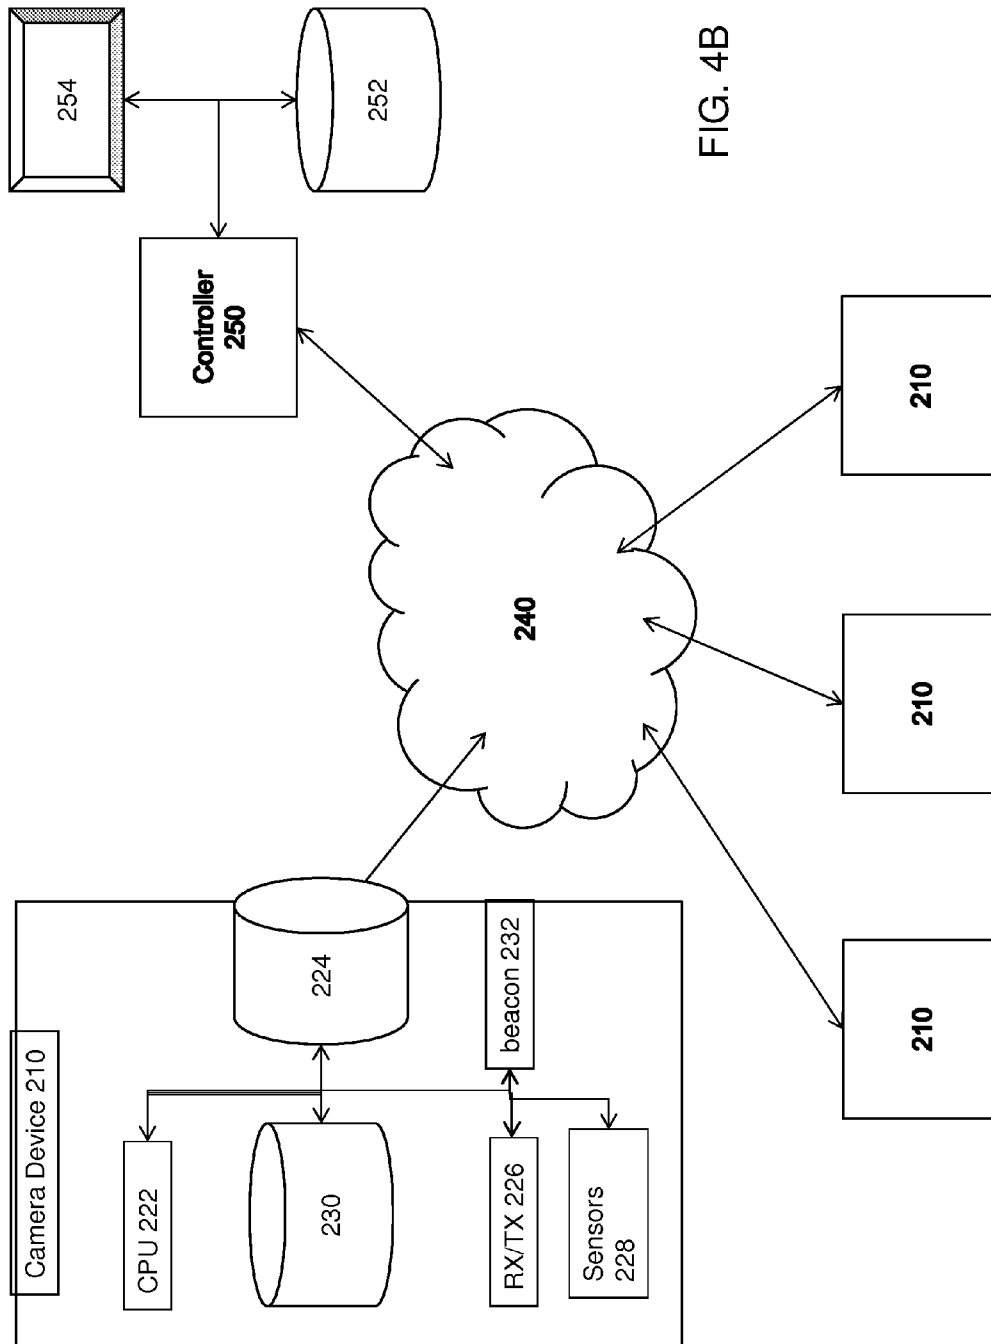 Camera Device 210
CPU 222
230
RX/TX 226
Sensors
228
224
beacon 232
240
Controller
250
254
252
210
210
210
FIG. 4B